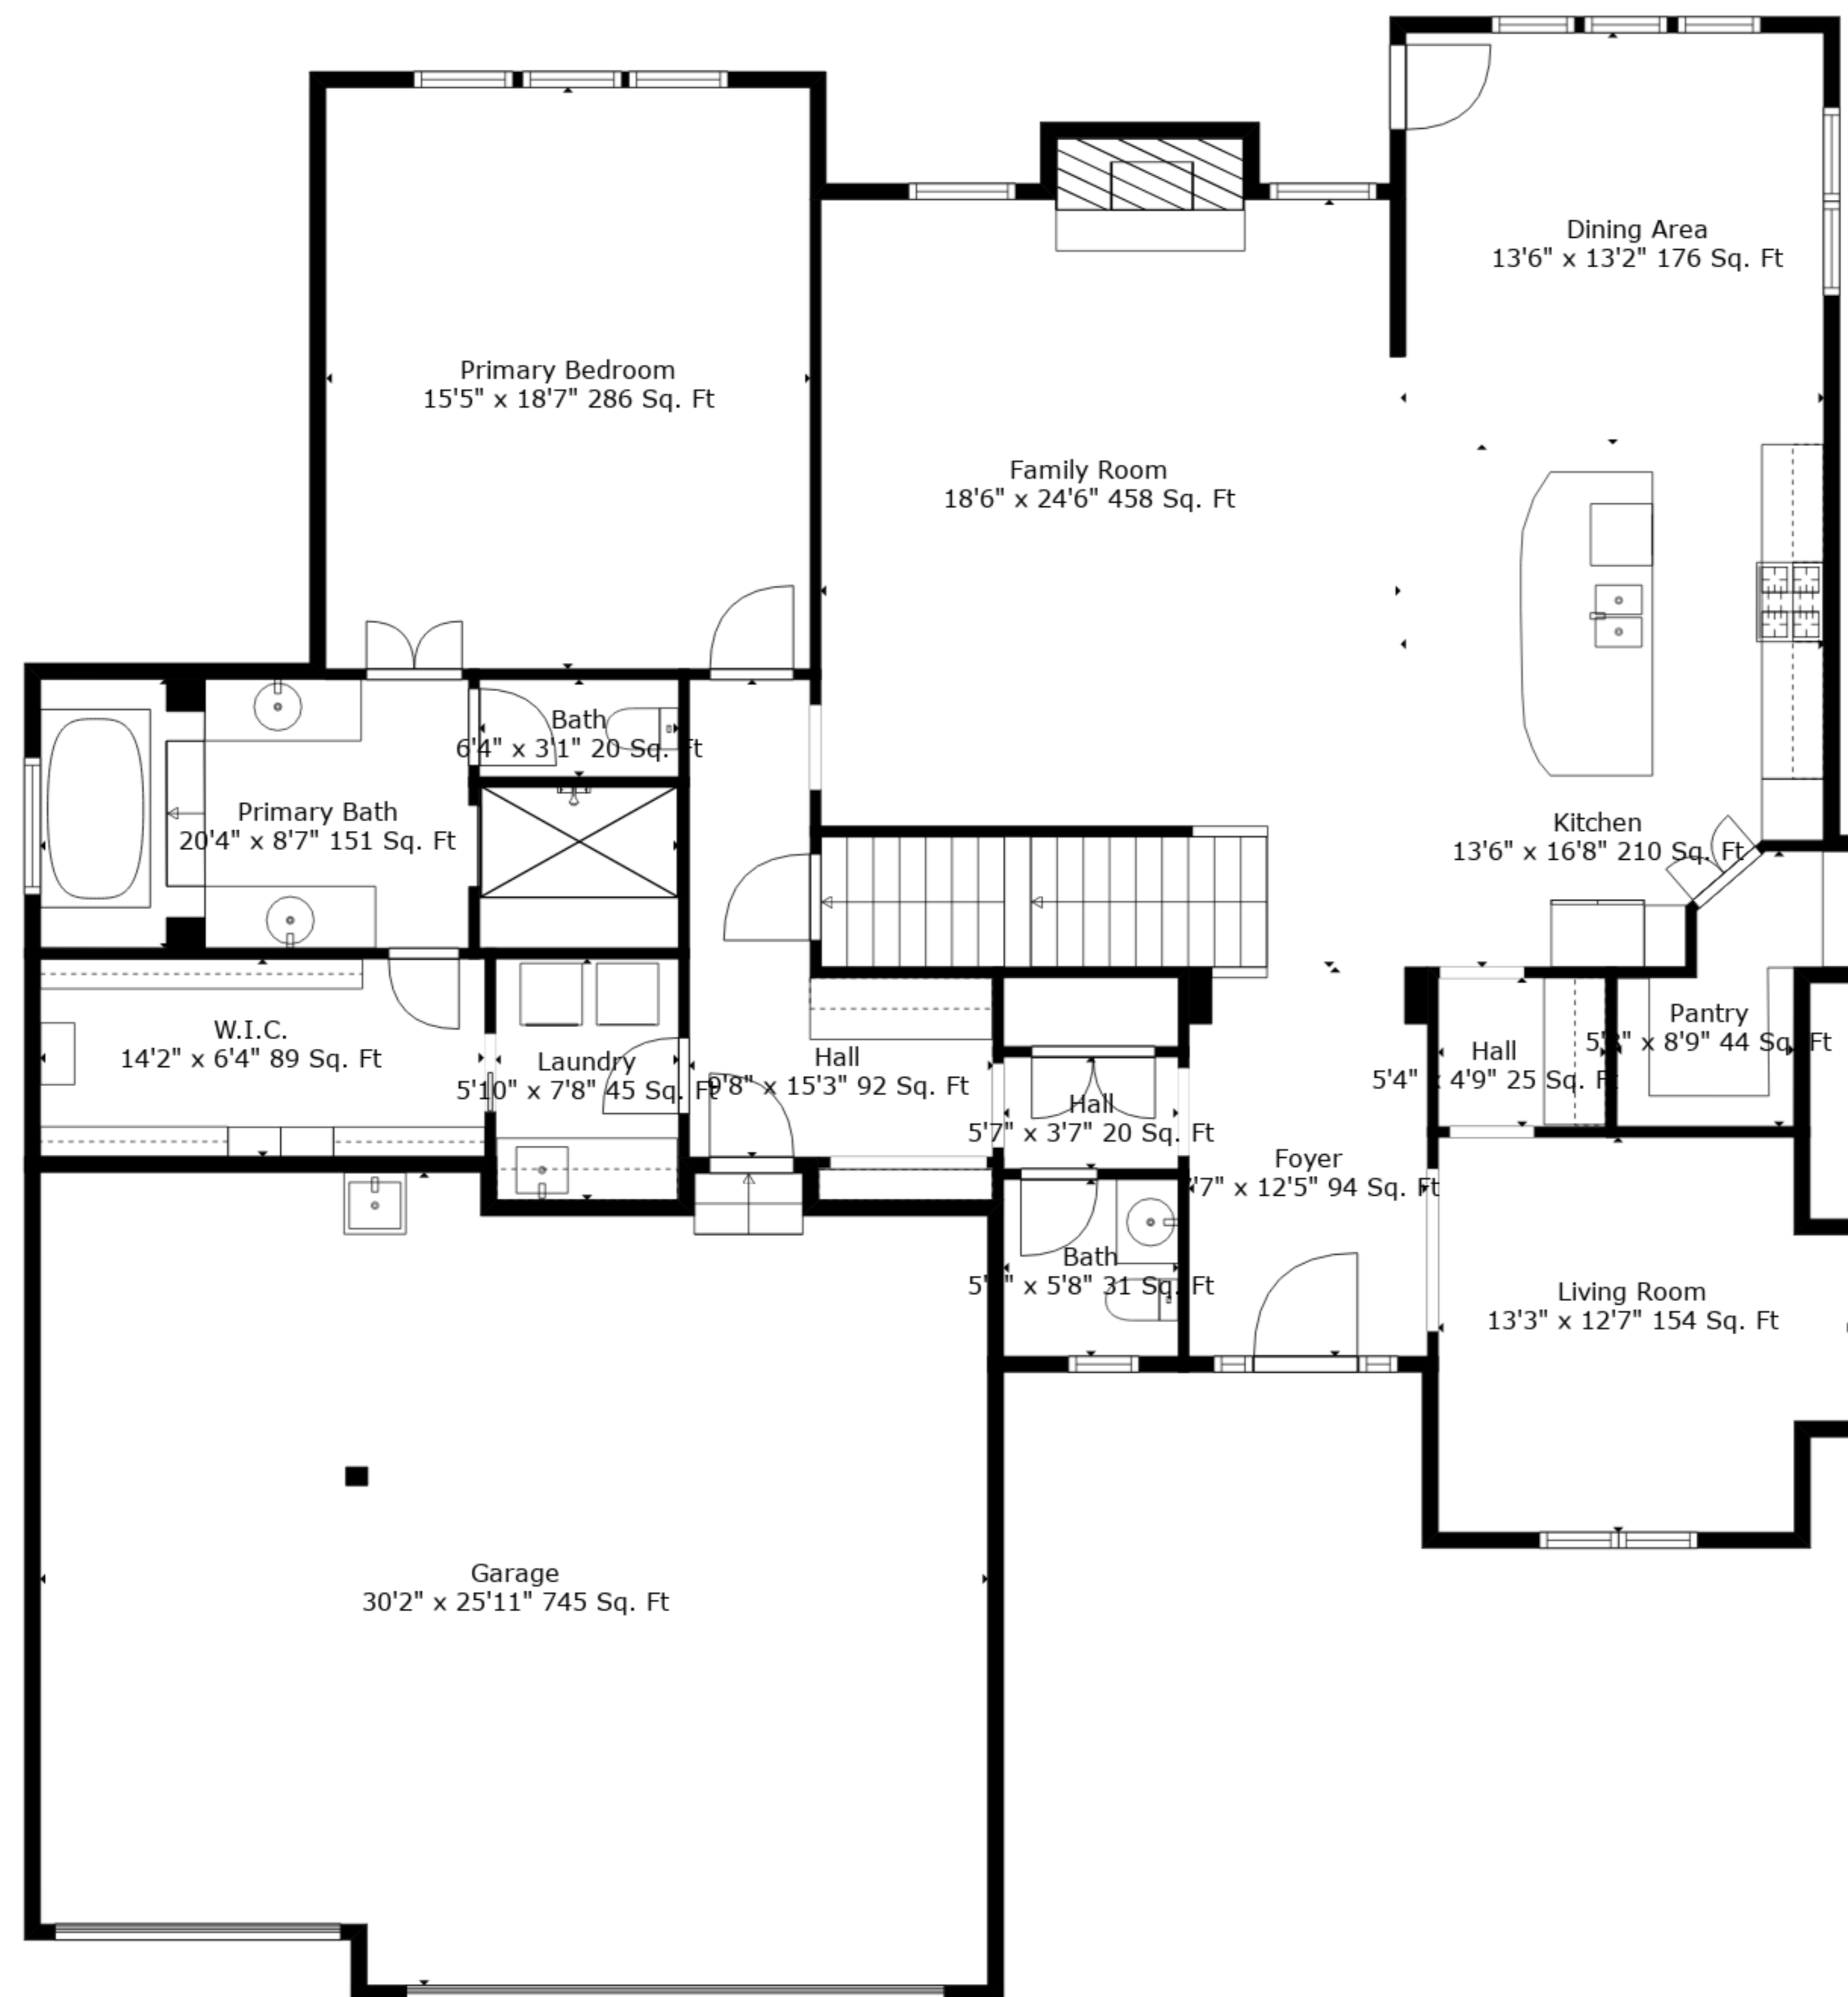 Dining Area
13'6" x 13'2" 176 Sq. Ft
Primary Bedroom
15'5" x 18'7" 286 Sq. Ft
Family Room
18'6" x 24'6" 458 Sq. Ft
Bath
6'4" x 3'1" 20 Sq. Ft
Primary Bath
20'4" x 8'7" 151 Sq. Ft
Kitchen
13'6" x 16'8" 210 Sq. Ft
W.I.C.
14'2" x 6'4" 89 Sq. Ft
Laundry
5'10" x 7'8" 45 Sq. Ft
Hall
9'8" x 15'3" 92 Sq. Ft
Hall
5'7" x 3'7" 20 Sq. Ft
Hall
5'4" x 4'9" 25 Sq. Ft
Pantry
x 8'9" 44 Sq. Ft
Foyer
x 12'5" 94 Sq. Ft
Bath
x 5'8" 31 Sq. Ft
Living Room
13'3" x 12'7" 154 Sq. Ft
Garage
30'2" x 25'11" 745 Sq. Ft